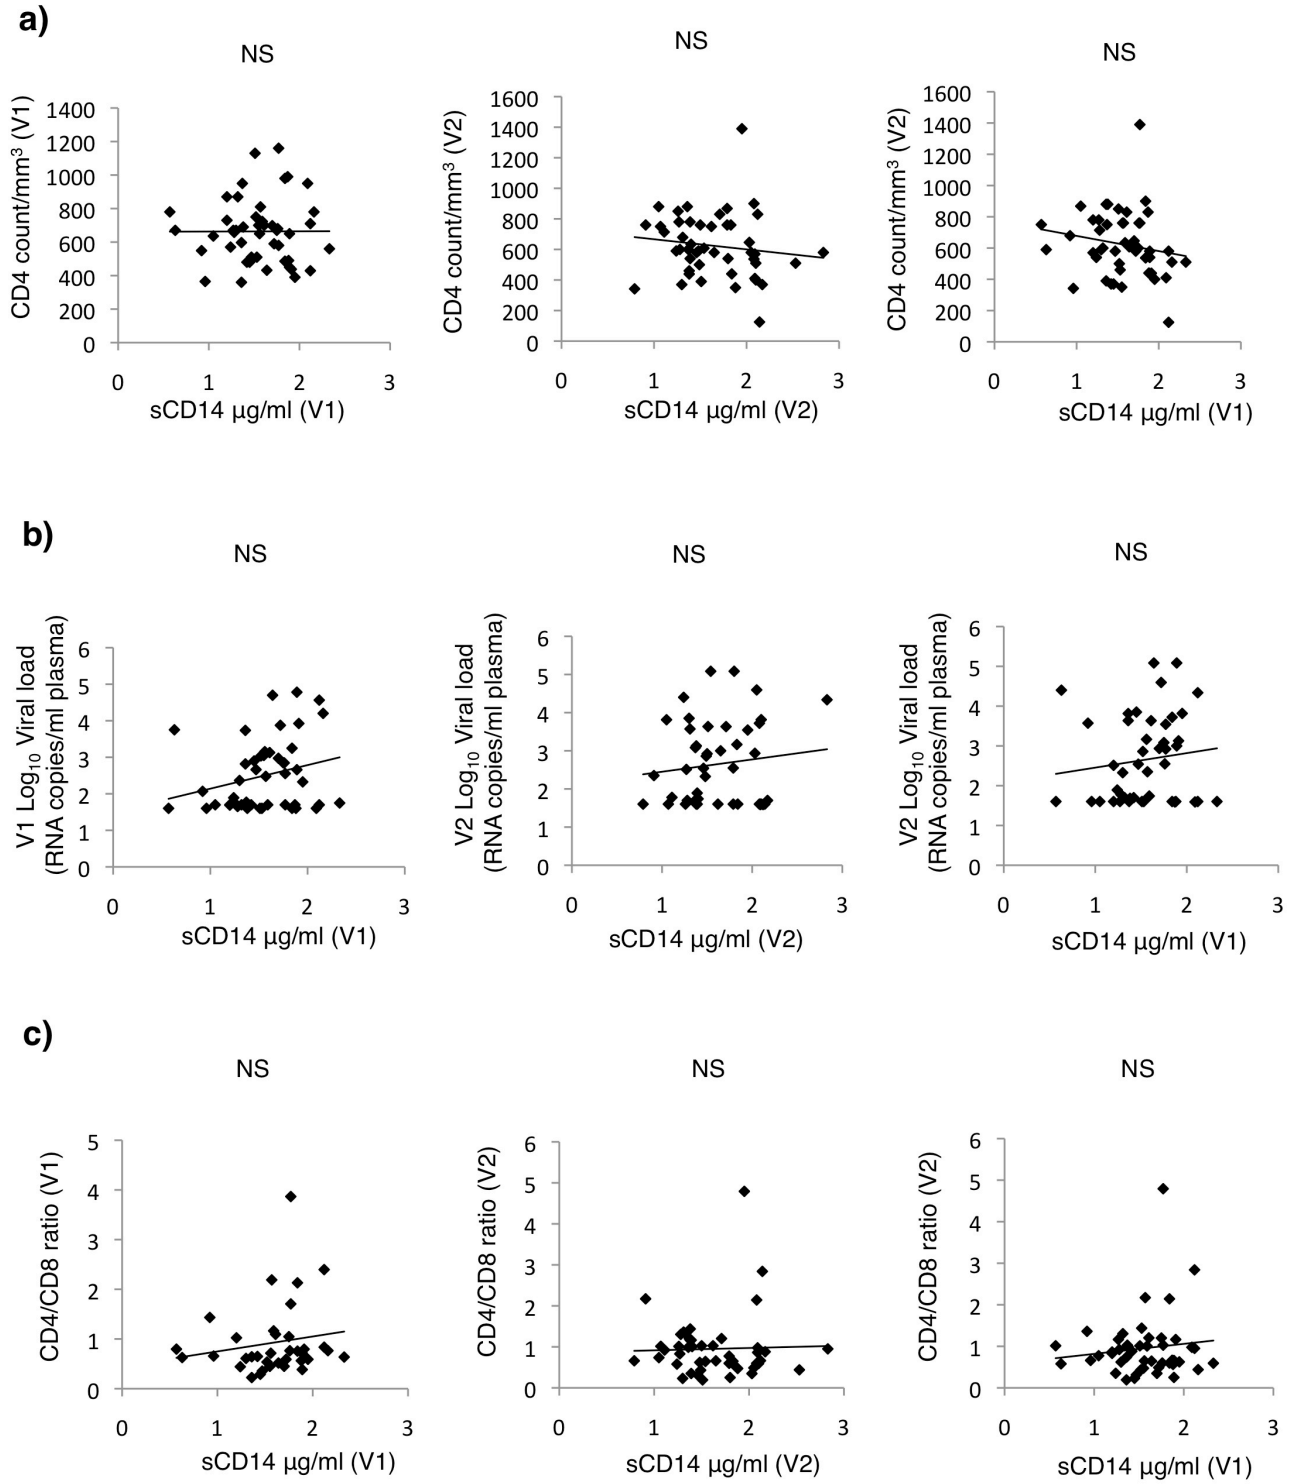 a)
NS
NS
NS
CD4 count/mm³ (V1)
1400
1200
1000
800
600
400
200
0
0 1 2 3
sCD14 µg/ml (V1)
CD4 count/mm³ (V2)
1600
1400
1200
1000
800
600
400
200
0
0 1 2 3
sCD14 µg/ml (V2)
CD4 count/mm³ (V2)
1600
1400
1200
1000
800
600
400
200
0
0 1 2 3
sCD14 µg/ml (V1)
b)
NS
NS
NS
V1 Log₁₀ Viral load
(RNA copies/ml plasma)
6
5
4
3
2
1
0
0 1 2 3
sCD14 µg/ml (V1)
V2 Log₁₀ Viral load
(RNA copies/ml plasma)
6
5
4
3
2
1
0
0 1 2 3
sCD14 µg/ml (V2)
V2 Log₁₀ Viral load
(RNA copies/ml plasma)
6
5
4
3
2
1
0
0 1 2 3
sCD14 µg/ml (V1)
c)
NS
NS
NS
CD4/CD8 ratio (V1)
5
4
3
2
1
0
0 1 2 3
sCD14 µg/ml (V1)
CD4/CD8 ratio (V2)
6
5
4
3
2
1
0
0 1 2 3
sCD14 µg/ml (V2)
CD4/CD8 ratio (V2)
6
5
4
3
2
1
0
0 1 2 3
sCD14 µg/ml (V1)